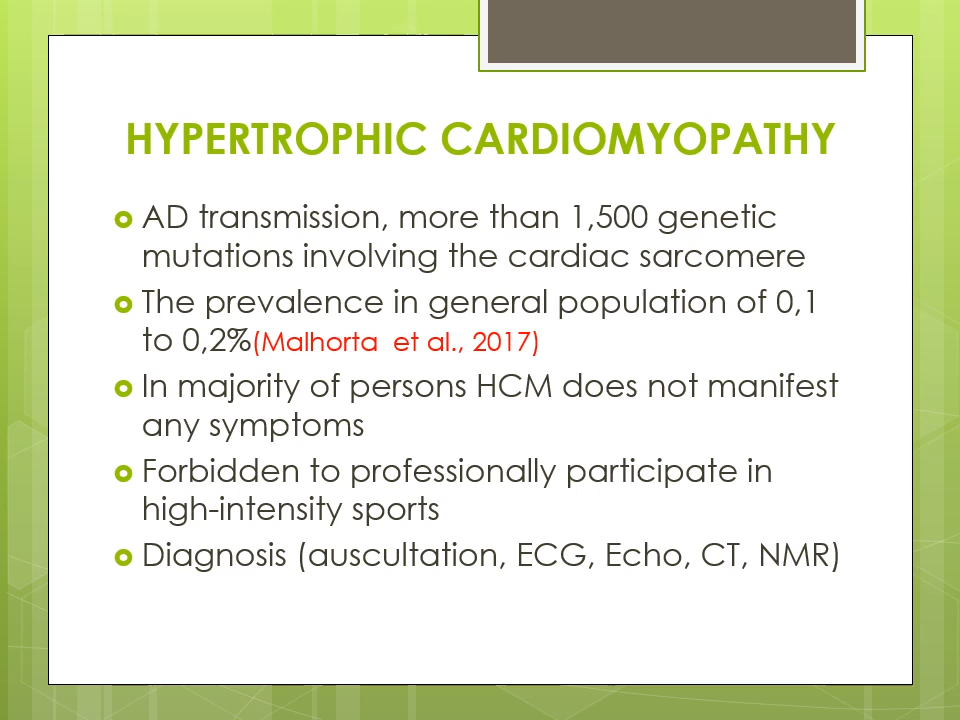 HYPERTROPHIC CARDIOMYOPATHY
AD transmission, more than 1,500 genetic
mutations involving the cardiac sarcomere
The prevalence in general population of 0,1
to 0,2%(Malhorta et al., 2017)
In majority of persons HCM does not manifest
any symptoms
Forbidden to professionally participate in
high-intensity sports
Diagnosis (auscultation, ECG, Echo, CT, NMR)